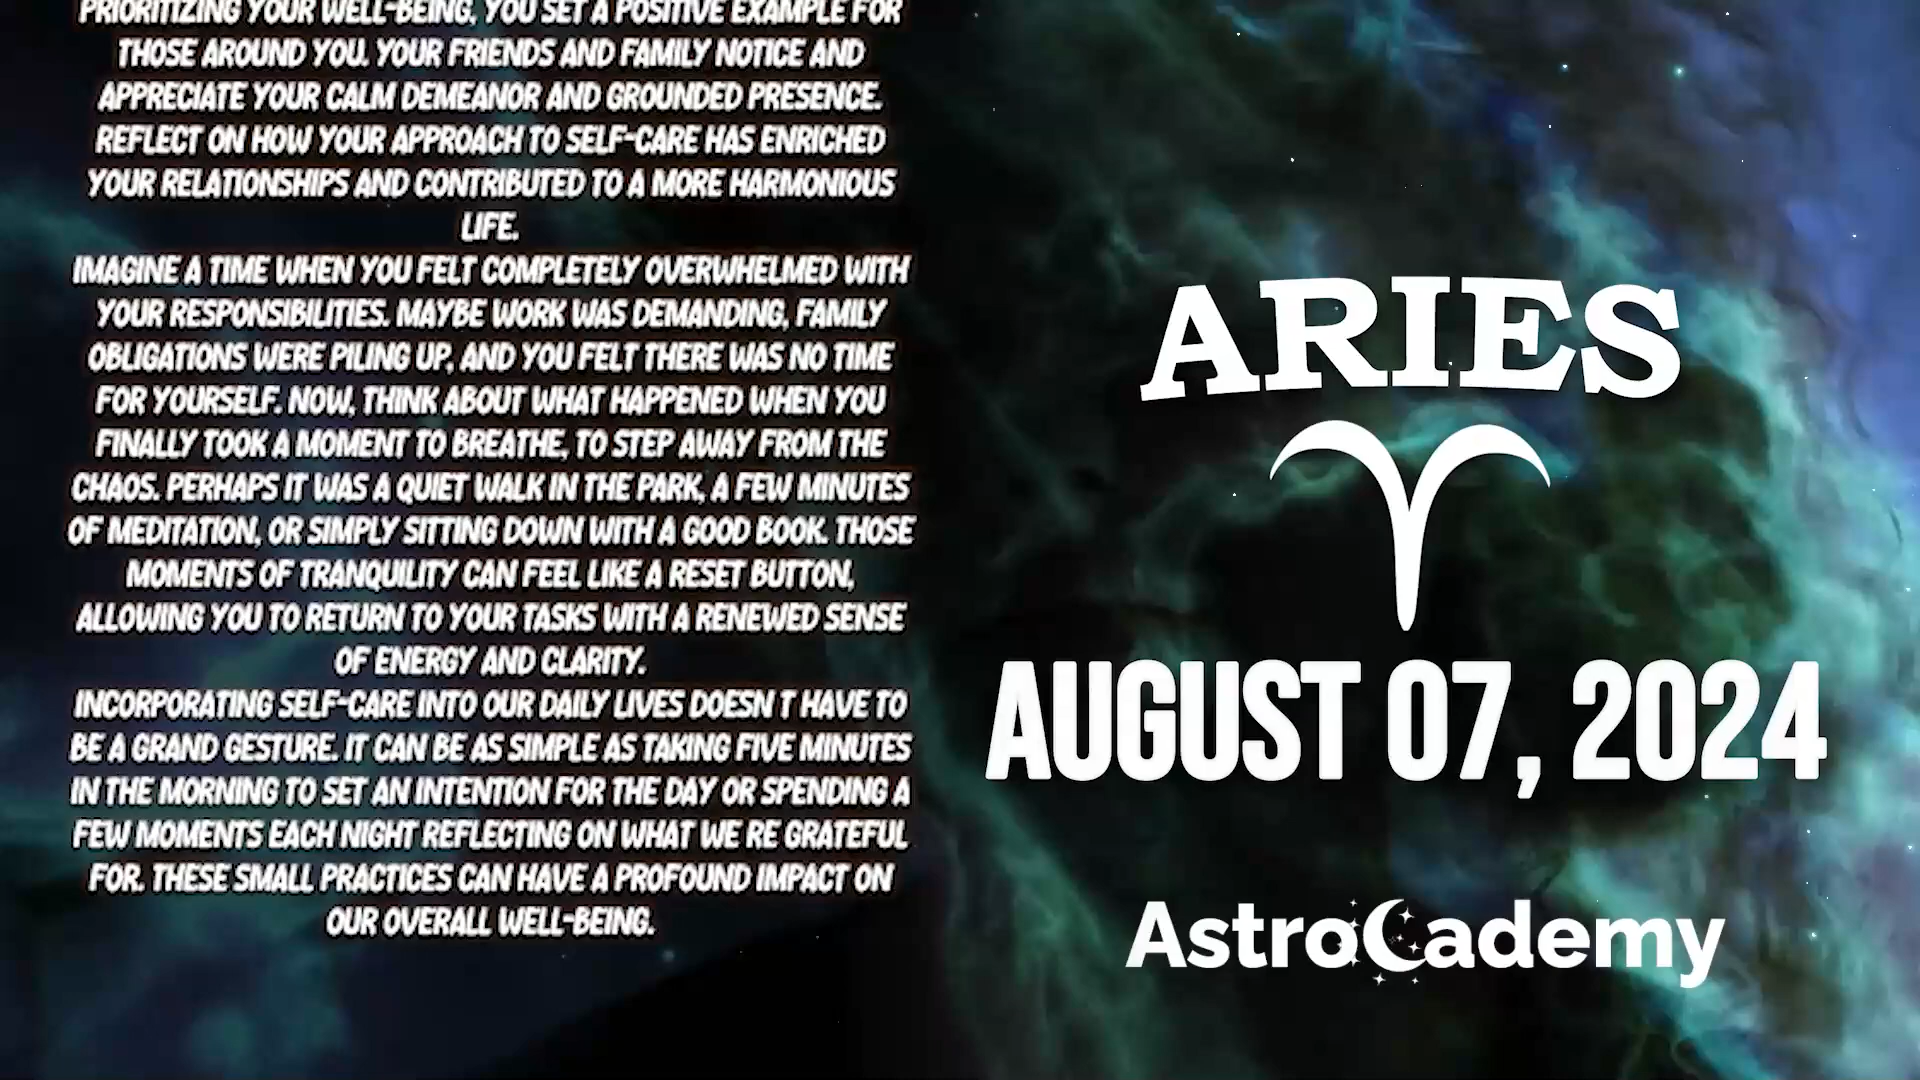 PRIORITIZING YOUR WELL-BEING, YOU SET A POSITIVE EXAMPLE FOR
THOSE AROUND YOU. YOUR FRIENDS AND FAMILY NOTICE AND
APPRECIATE YOUR CALM DEMEANOR AND GROUNDED PRESENCE.
REFLECT ON HOW YOUR APPROACH TO SELF-CARE HAS ENRICHED
YOUR RELATIONSHIPS AND CONTRIBUTED TO A MORE HARMONIOUS
LIFE.
IMAGINE A TIME WHEN YOU FELT COMPLETELY OVERWHELMED WITH
YOUR RESPONSIBILITIES. MAYBE WORK WAS DEMANDING, FAMILY
OBLIGATIONS WERE PILING UP, AND YOU FELT THERE WAS NO TIME
FOR YOURSELF. NOW, THINK ABOUT WHAT HAPPENED WHEN YOU
FINALLY TOOK A MOMENT TO BREATHE, TO STEP AWAY FROM THE
CHAOS. PERHAPS IT WAS A QUIET WALK IN THE PARK, A FEW MINUTES
OF MEDITATION, OR SIMPLY SITTING DOWN WITH A GOOD BOOK. THOSE
MOMENTS OF TRANQUILITY CAN FEEL LIKE A RESET BUTTON,
ALLOWING YOU TO RETURN TO YOUR TASKS WITH A RENEWED SENSE
OF ENERGY AND CLARITY.
INCORPORATING SELF-CARE INTO OUR DAILY LIVES DOESN T HAVE TO
BE A GRAND GESTURE. IT CAN BE AS SIMPLE AS TAKING FIVE MINUTES
IN THE MORNING TO SET AN INTENTION FOR THE DAY OR SPENDING A
FEW MOMENTS EACH NIGHT REFLECTING ON WHAT WE RE GRATEFUL
FOR. THESE SMALL PRACTICES CAN HAVE A PROFOUND IMPACT ON
OUR OVERALL WELL-BEING.
ARIES
AUGUST 07, 2024
AstroCademy